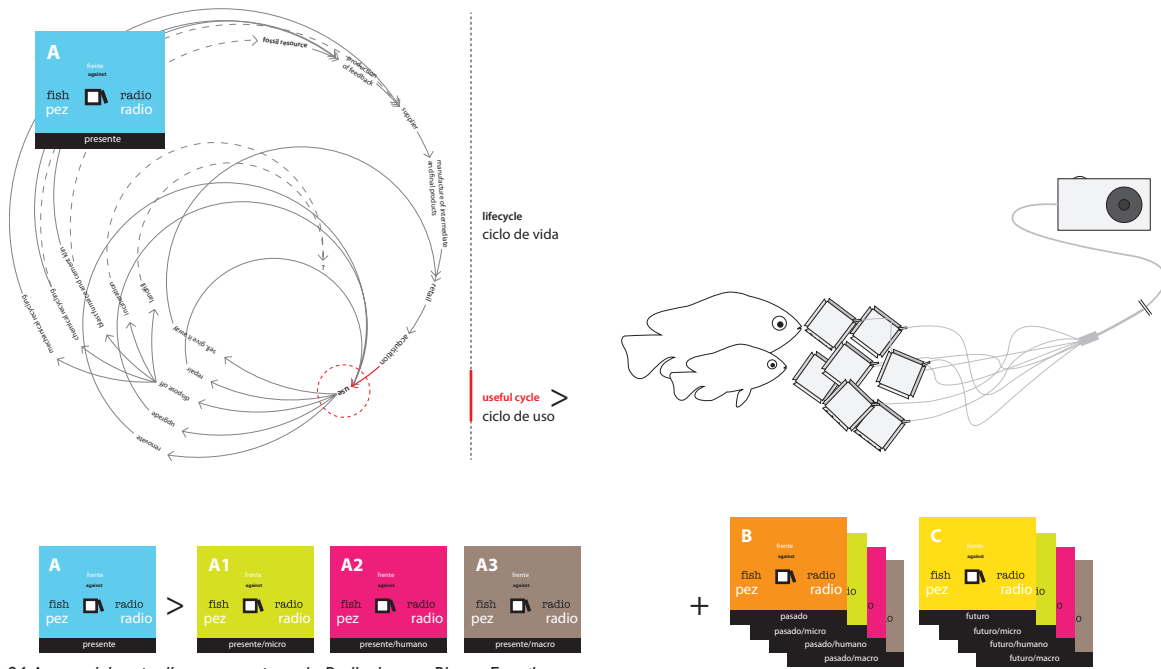 A
frente
against
fish
radio
pez
radio
presente
fossil resource
production
of feedback
supplier
manufacture of intermediate
and final products
retail
acquisition
use
?
landfill
incineration
blast furnace and cement kiln
chemical recycling
mechanical recycling
sell, give it away
repair
dispose off
upgrade
renovate
lifecycle
ciclo de vida
useful cycle >
ciclo de uso
A
frente
against
fish
radio
pez
radio
presente
>
A1
frente
against
fish
radio
pez
radio
presente/micro
A2
frente
against
fish
radio
pez
radio
presente/humano
A3
frente
against
fish
radio
pez
radio
presente/macro
+
B
frente
against
fish
radio
pez
radio
pasado
pasado/micro
pasado/humano
pasado/macro
C
frente
against
fish
radio
pez
radio
futuro
futuro/micro
futuro/humano
futuro/macro